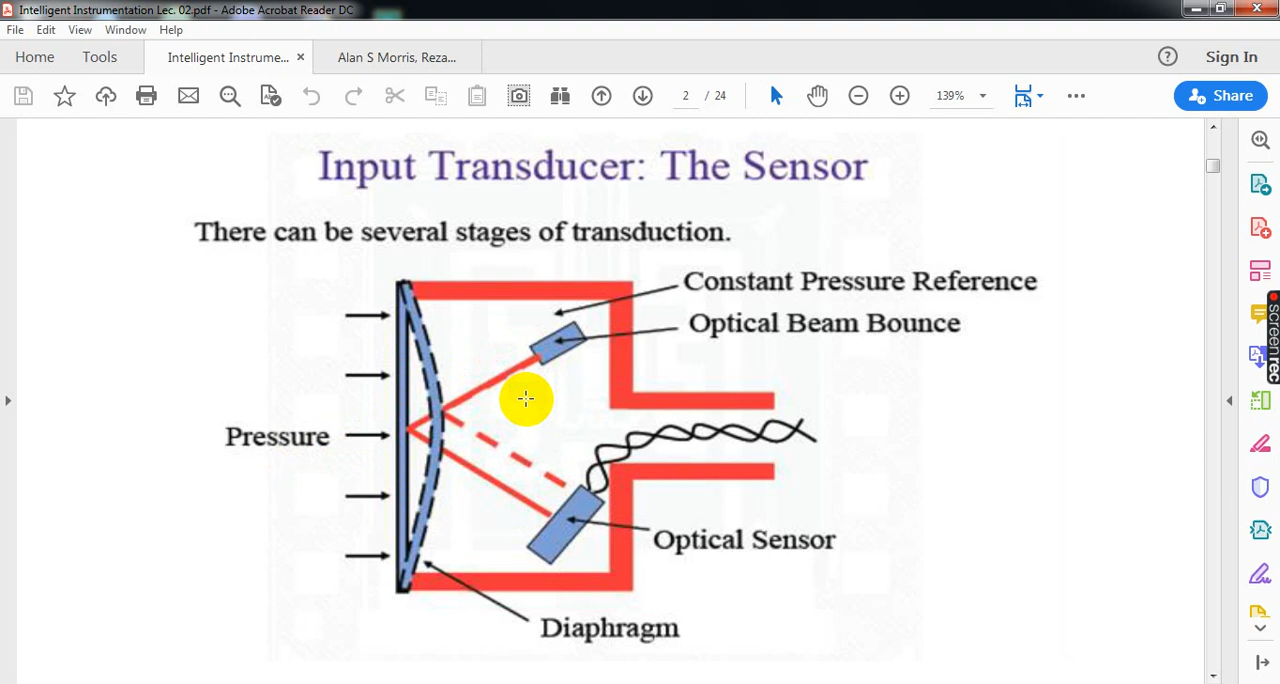 Intelligent Instrumentation Lec. 02.pdf - Adobe Acrobat Reader DC
File Edit View Window Help
Home Tools Intelligent Instrume... × Alan S Morris, Reza... Sign In
2 / 24 139% Share
Input Transducer: The Sensor
There can be several stages of transduction.
Constant Pressure Reference
Optical Beam Bounce
Pressure
Optical Sensor
Diaphragm
screenrec